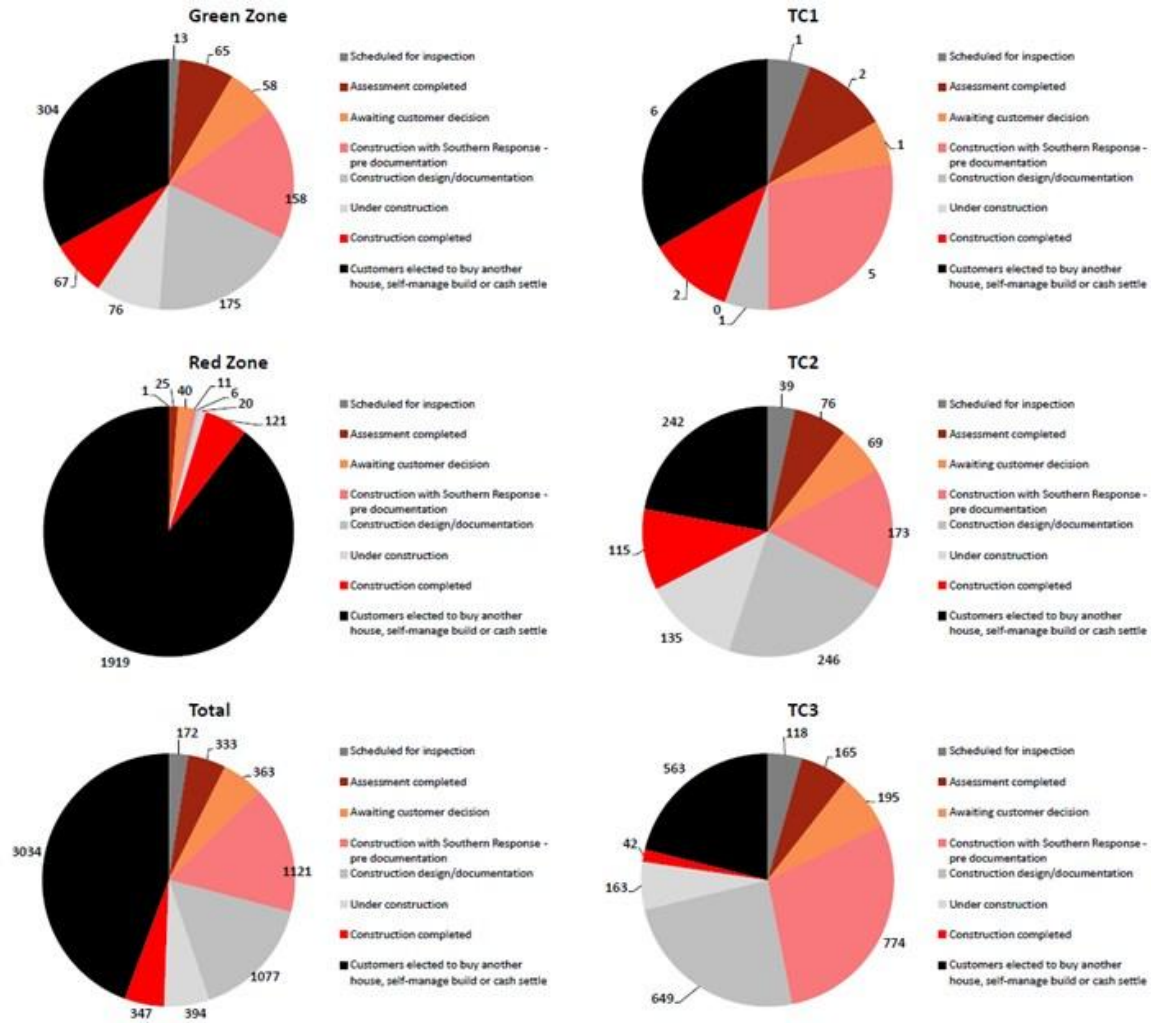 Green Zone
13
65
58
158
175
76
67
304
Scheduled for inspection
Assessment completed
Awaiting customer decision
Construction with Southern Response -
pre documentation
Construction design/documentation
Under construction
Construction completed
Customers elected to buy another
house, self-manage build or cash settle
TC1
1
2
1
5
0
1
2
6
Scheduled for inspection
Assessment completed
Awaiting customer decision
Construction with Southern Response -
pre documentation
Construction design/documentation
Under construction
Construction completed
Customers elected to buy another
house, self-manage build or cash settle
Red Zone
1
25
40
11
6
20
121
1919
Scheduled for inspection
Assessment completed
Awaiting customer decision
Construction with Southern Response -
pre documentation
Construction design/documentation
Under construction
Construction completed
Customers elected to buy another
house, self-manage build or cash settle
TC2
39
76
69
173
246
135
115
242
Scheduled for inspection
Assessment completed
Awaiting customer decision
Construction with Southern Response -
pre documentation
Construction design/documentation
Under construction
Construction completed
Customers elected to buy another
house, self-manage build or cash settle
Total
172
333
363
1121
1077
394
347
3034
Scheduled for inspection
Assessment completed
Awaiting customer decision
Construction with Southern Response -
pre documentation
Construction design/documentation
Under construction
Construction completed
Customers elected to buy another
house, self-manage build or cash settle
TC3
118
165
195
774
649
163
42
563
Scheduled for inspection
Assessment completed
Awaiting customer decision
Construction with Southern Response -
pre documentation
Construction design/documentation
Under construction
Construction completed
Customers elected to buy another
house, self-manage build or cash settle